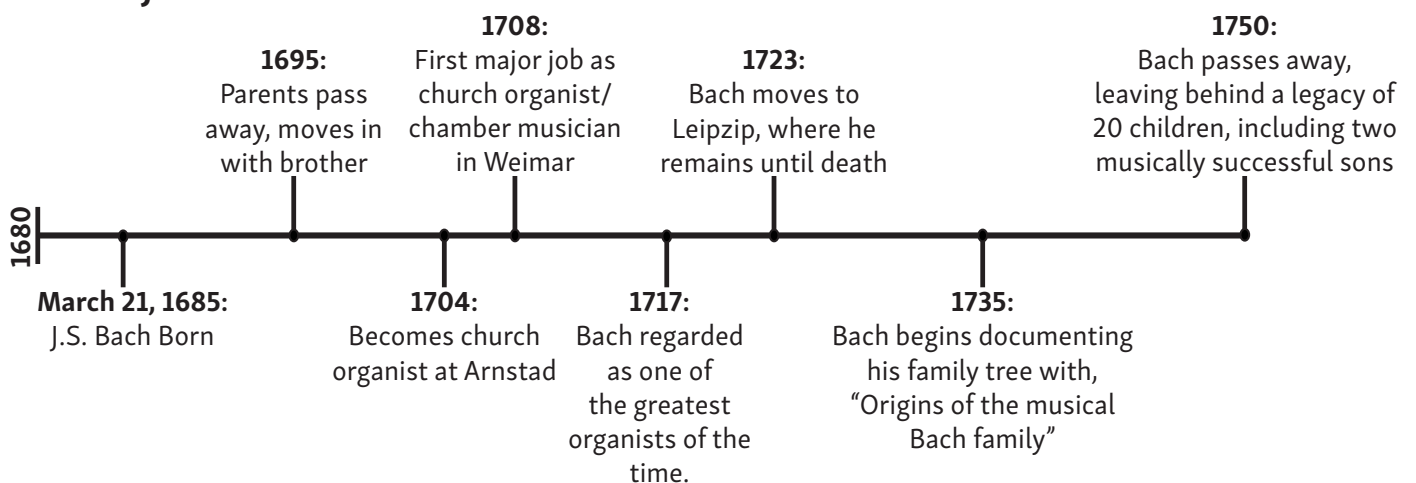 1708:
First major job as
church organist/
chamber musician
in Weimar
1750:
Bach passes away,
leaving behind a legacy of
20 children, including two
musically successful sons
1695:
Parents pass
away, moves in
with brother
1723:
Bach moves to
Leipzip, where he
remains until death
1680
March 21, 1685:
J.S. Bach Born
1704:
Becomes church
organist at Arnstad
1717:
Bach regarded
as one of
the greatest
organists of the
time.
1735:
Bach begins documenting
his family tree with,
“Origins of the musical
Bach family”